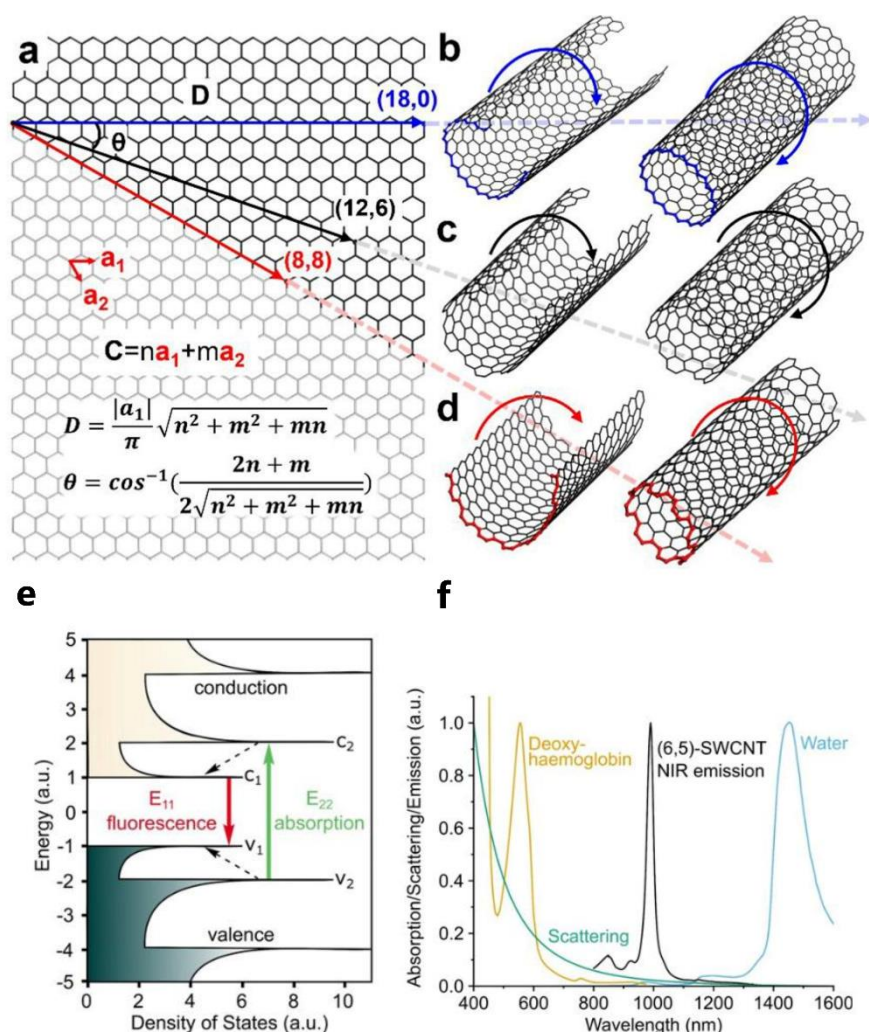 a
D
(18,0)
θ
(12,6)
(8,8)
a₁
a₂
C=na₁+ma₂
D = |a₁|/π √(n² + m² + mn)
θ = cos⁻¹((2n + m)/(2√(n² + m² + mn)))
b
c
d
e
5
4
3
2
1
0
-1
-2
-4
-5
Energy (a.u.)
conduction
c₂
c₁
E₁₁
fluorescence
E₂₂
absorption
v₁
v₂
valence
0 2 4 6 8 10
Density of States (a.u.)
f
Absorption/Scattering/Emission (a.u.)
1.0
0.8
0.6
0.4
0.2
0.0
Deoxy-
haemoglobin
(6,5)-SWCNT
NIR emission
Water
Scattering
400 600 800 1000 1200 1400 1600
Wavelength (nm)